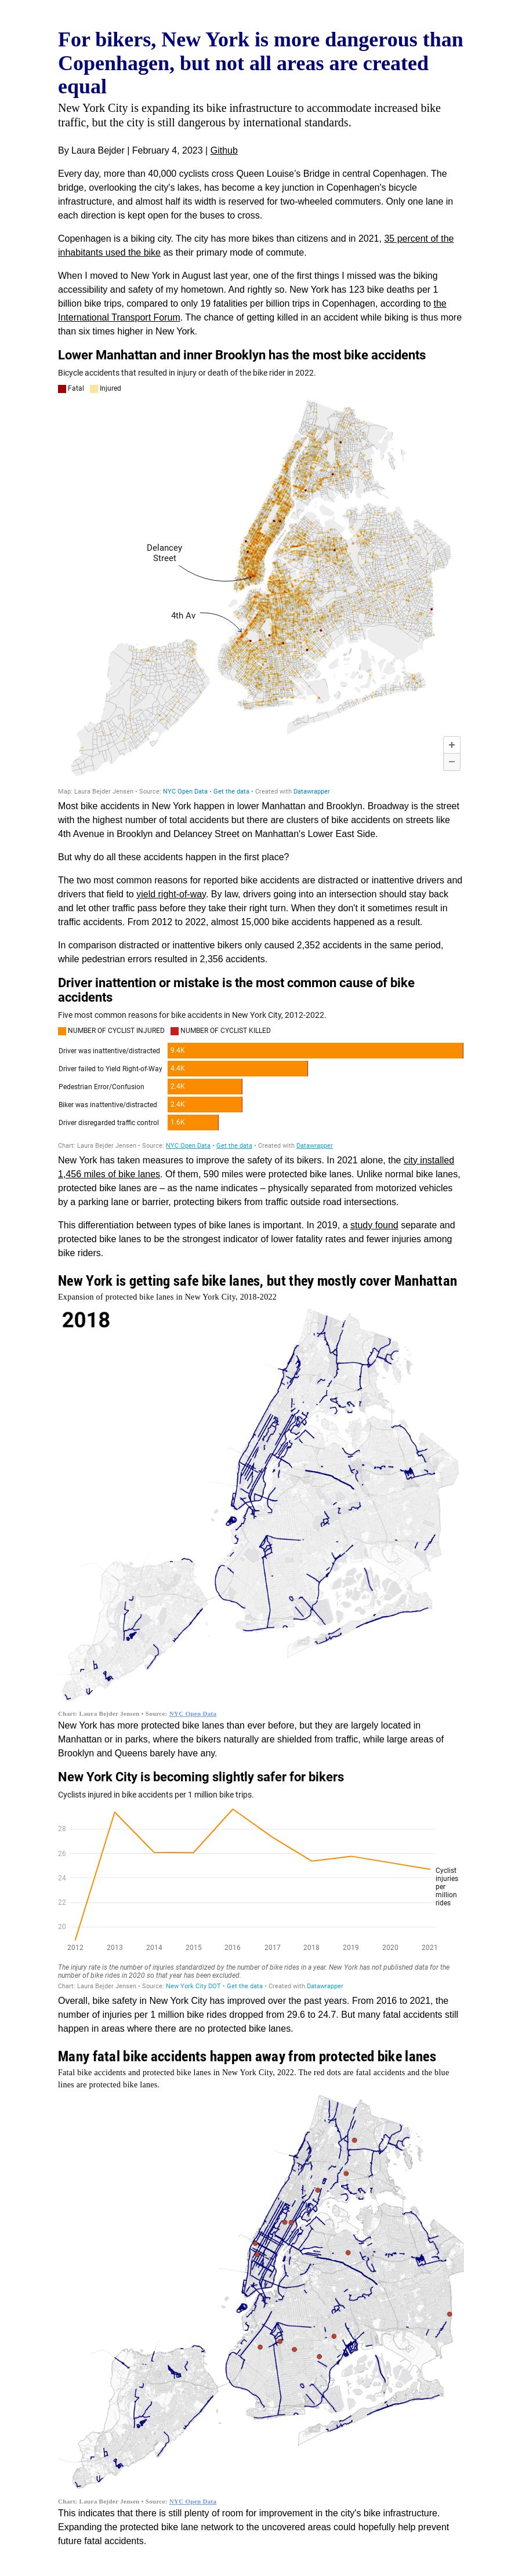 For bikers, New York is more dangerous than
Copenhagen, but not all areas are created
equal
New York City is expanding its bike infrastructure to accommodate increased bike
traffic, but the city is still dangerous by international standards.
By Laura Bejder | February 4, 2023 | Github
Every day, more than 40,000 cyclists cross Queen Louise's Bridge in central Copenhagen. The
bridge, overlooking the city's lakes, has become a key junction in Copenhagen's bicycle
infrastructure, and almost half its width is reserved for two-wheeled commuters. Only one lane in
each direction is kept open for the buses to cross.
Copenhagen is a biking city. The city has more bikes than citizens and in 2021, 35 percent of the
inhabitants used the bike as their primary mode of commute.
When I moved to New York in August last year, one of the first things I missed was the biking
accessibility and safety of my hometown. And rightly so. New York has 123 bike deaths per 1
billion bike trips, compared to only 19 fatalities per billion trips in Copenhagen, according to the
International Transport Forum. The chance of getting killed in an accident while biking is thus more
than six times higher in New York.
Lower Manhattan and inner Brooklyn has the most bike accidents
Bicycle accidents that resulted in injury or death of the bike rider in 2022.
Fatal Injured
Delancey
Street
4th Av
+
−
Map: Laura Bejder Jensen • Source: NYC Open Data • Get the data • Created with Datawrapper
Most bike accidents in New York happen in lower Manhattan and Brooklyn. Broadway is the street
with the highest number of total accidents but there are clusters of bike accidents on streets like
4th Avenue in Brooklyn and Delancey Street on Manhattan's Lower East Side.
But why do all these accidents happen in the first place?
The two most common reasons for reported bike accidents are distracted or inattentive drivers and
drivers that field to yield right-of-way. By law, drivers going into an intersection should stay back
and let other traffic pass before they take their right turn. When they don't it sometimes result in
traffic accidents. From 2012 to 2022, almost 15,000 bike accidents happened as a result.
In comparison distracted or inattentive bikers only caused 2,352 accidents in the same period,
while pedestrian errors resulted in 2,356 accidents.
Driver inattention or mistake is the most common cause of bike
accidents
Five most common reasons for bike accidents in New York City, 2012-2022.
NUMBER OF CYCLIST INJURED NUMBER OF CYCLIST KILLED
Driver was inattentive/distracted 9.4K
Driver failed to Yield Right-of-Way 4.4K
Pedestrian Error/Confusion 2.4K
Biker was inattentive/distracted 2.4K
Driver disregarded traffic control 1.6K
Chart: Laura Bejder Jensen • Source: NYC Open Data • Get the data • Created with Datawrapper
New York has taken measures to improve the safety of its bikers. In 2021 alone, the city installed
1,456 miles of bike lanes. Of them, 590 miles were protected bike lanes. Unlike normal bike lanes,
protected bike lanes are – as the name indicates – physically separated from motorized vehicles
by a parking lane or barrier, protecting bikers from traffic outside road intersections.
This differentiation between types of bike lanes is important. In 2019, a study found separate and
protected bike lanes to be the strongest indicator of lower fatality rates and fewer injuries among
bike riders.
New York is getting safe bike lanes, but they mostly cover Manhattan
Expansion of protected bike lanes in New York City, 2018-2022
2018
Chart: Laura Bejder Jensen • Source: NYC Open Data
New York has more protected bike lanes than ever before, but they are largely located in
Manhattan or in parks, where the bikers naturally are shielded from traffic, while large areas of
Brooklyn and Queens barely have any.
New York City is becoming slightly safer for bikers
Cyclists injured in bike accidents per 1 million bike trips.
28
26
24
22
20
Cyclist
injuries
per
million
rides
2012 2013 2014 2015 2016 2017 2018 2019 2020 2021
The injury rate is the number of injuries standardized by the number of bike rides in a year. New York has not published data for the
number of bike rides in 2020 so that year has been excluded.
Chart: Laura Bejder Jensen • Source: New York City DOT • Get the data • Created with Datawrapper
Overall, bike safety in New York City has improved over the past years. From 2016 to 2021, the
number of injuries per 1 million bike rides dropped from 29.6 to 24.7. But many fatal accidents still
happen in areas where there are no protected bike lanes.
Many fatal bike accidents happen away from protected bike lanes
Fatal bike accidents and protected bike lanes in New York City, 2022. The red dots are fatal accidents and the blue
lines are protected bike lanes.
Chart: Laura Bejder Jensen • Source: NYC Open Data
This indicates that there is still plenty of room for improvement in the city's bike infrastructure.
Expanding the protected bike lane network to the uncovered areas could hopefully help prevent
future fatal accidents.